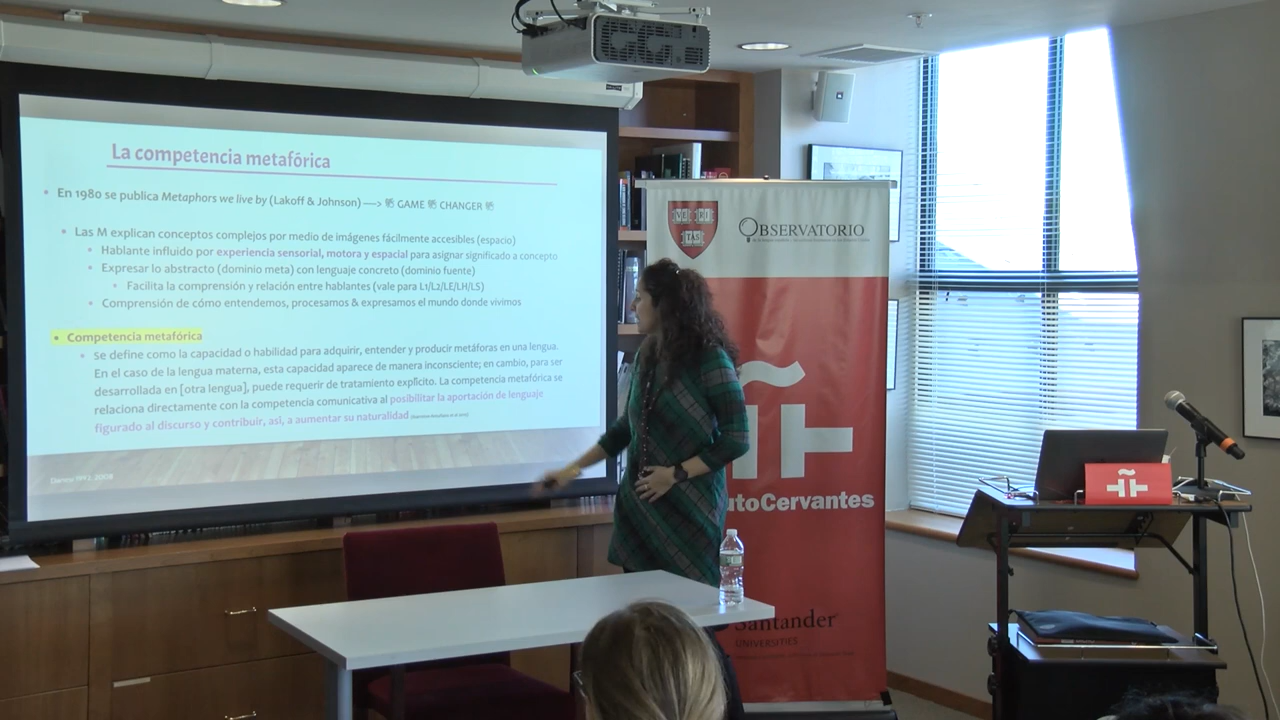 La competencia metafórica
• En 1980 se publica Metaphors we live by (Lakoff & Johnson) —> GAME CHANGER
• Las M explican conceptos complejos por medio de imágenes fácilmente accesibles (espacio)
• Hablante influido por experiencia sensorial, motora y espacial para asignar significado a concepto
• Expresar lo abstracto (dominio meta) con lenguaje concreto (dominio fuente)
• Facilita la comprensión y relación entre hablantes (vale para L1/L2/LE/LH/LS)
• Comprensión de cómo entendemos, procesamos & expresamos el mundo donde vivimos
• Competencia metafórica
• Se define como la capacidad o habilidad para adquirir, entender y producir metáforas en una lengua.
En el caso de la lengua materna, esta capacidad aparece de manera inconsciente; en cambio, para ser
desarrollada en [otra lengua], puede requerir de tratamiento explícito. La competencia metafórica se
relaciona directamente con la competencia comunicativa al posibilitar la aportación de lenguaje
figurado al discurso y contribuir, así, a aumentar su naturalidad
VE RI TAS
OBSERVATORIO
utoCervantes
Santander
UNIVERSITIES